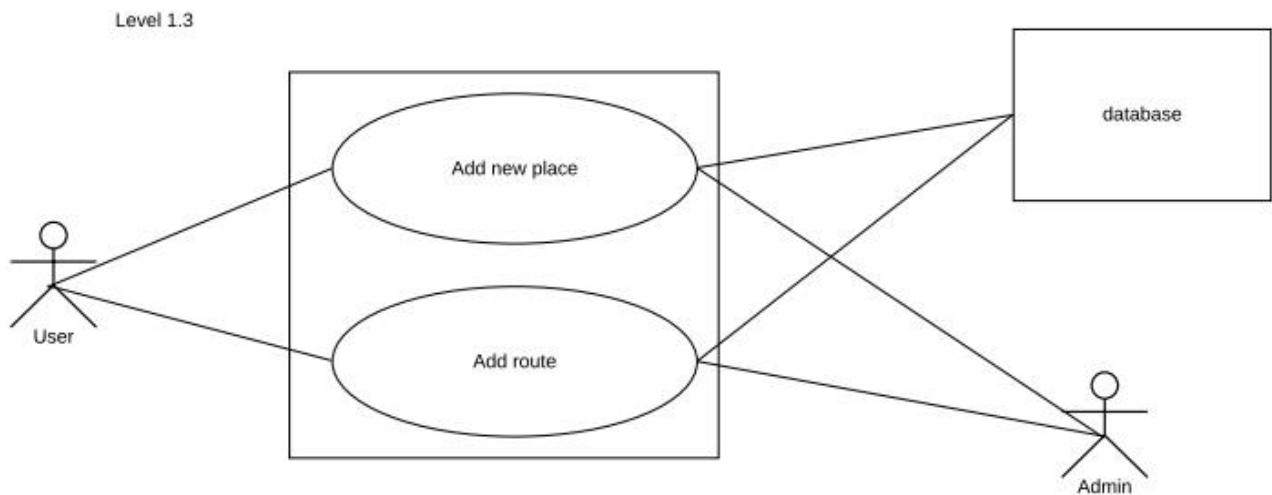 Level 1.3
database
Add new place
User
Add route
Admin